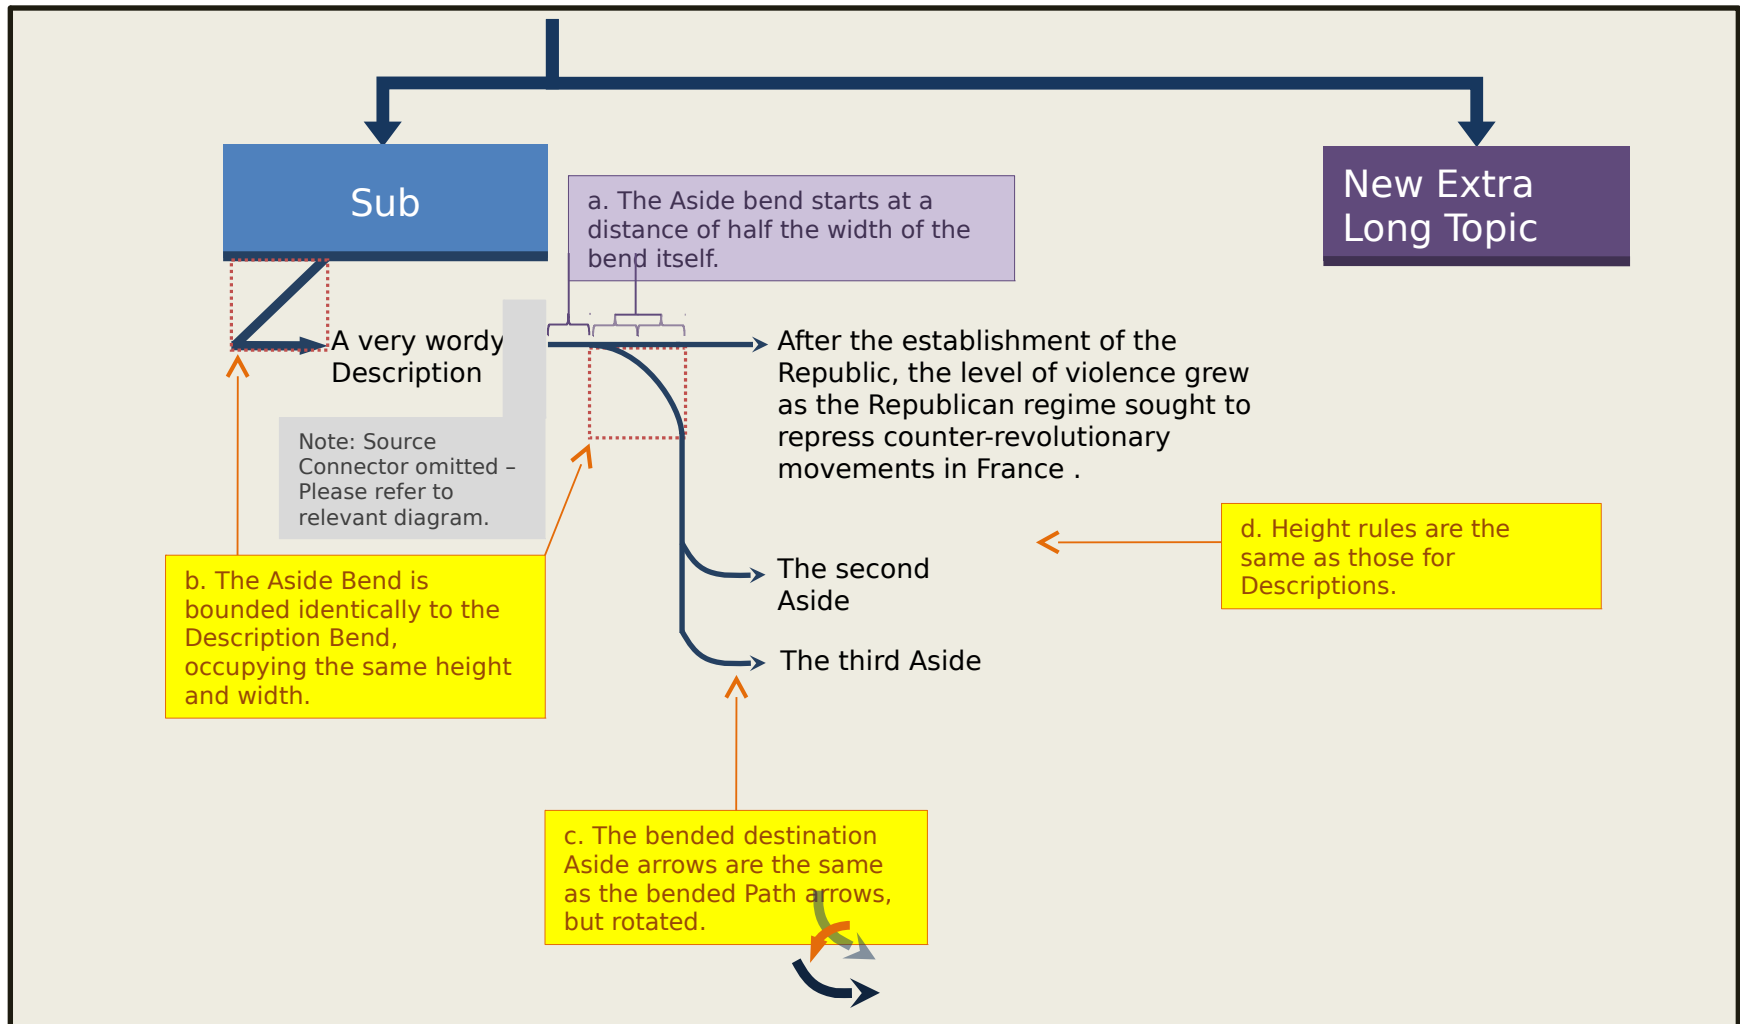 Sub
New Extra
Long Topic
a. The Aside bend starts at a
distance of half the width of the
bend itself.
A very wordy
Description
After the establishment of the
Republic, the level of violence grew
as the Republican regime sought to
repress counter-revolutionary
movements in France .
Note: Source
Connector omitted –
Please refer to
relevant diagram.
d. Height rules are the
same as those for
Descriptions.
b. The Aside Bend is
bounded identically to the
Description Bend,
occupying the same height
and width.
The second
Aside
The third Aside
c. The bended destination
Aside arrows are the same
as the bended Path arrows,
but rotated.